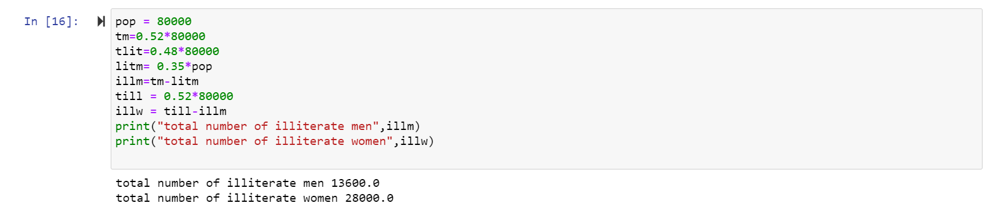 In [16]: pop = 80000
tm=0.52*80000
tlit=0.48*80000
litm= 0.35*pop
illm=tm-litm
till = 0.52*80000
illw = till-illm
print("total number of illiterate men",illm)
print("total number of illiterate women",illw)
total number of illiterate men 13600.0
total number of illiterate women 28000.0